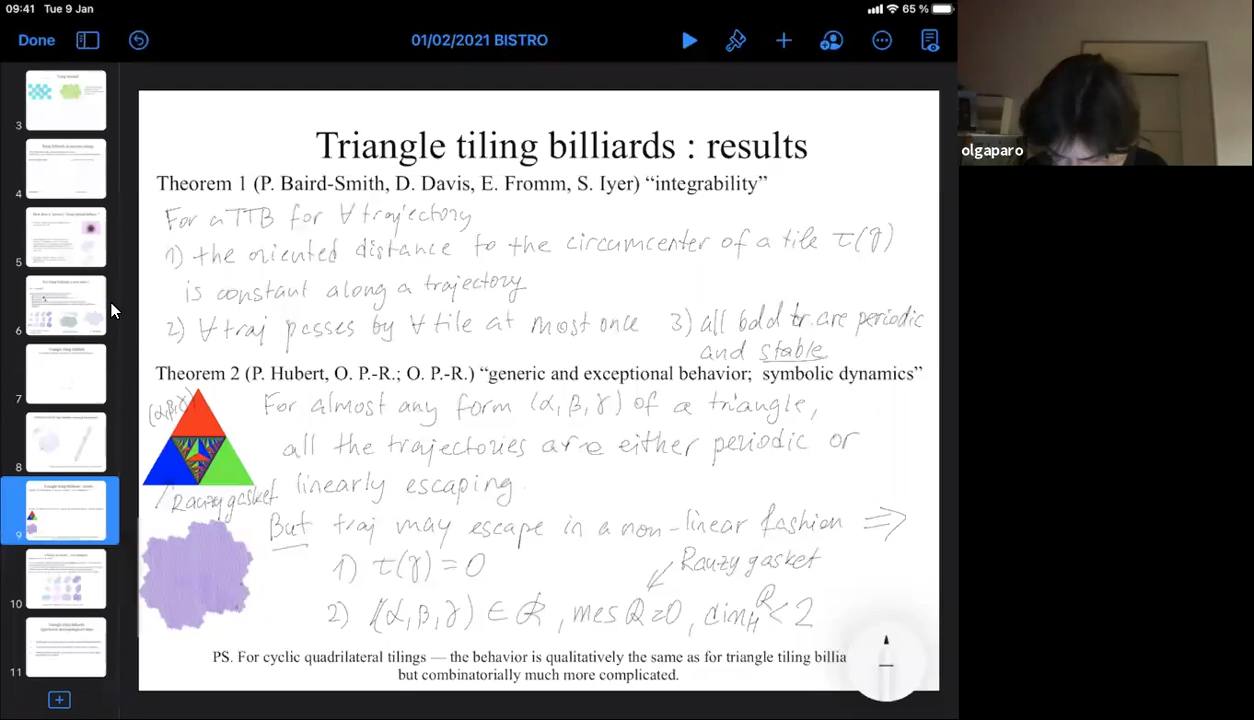 09:41 Tue 9 Jan
65 %
Done
01/02/2021 BISTRO
olgaparo
3
4
5
6
7
8
9
10
11
Triangle tiling billiards : results
Theorem 1 (P. Baird-Smith, D. Davis, E. Fromm, S. Iyer) “integrability”
For a TTB for ∀ trajectory
1) the oriented distance to the circumcenter of a tile τ(γ)
is constant along a trajectory
2) ∀ traj passes by ∀ tile at most once 3) all bdd tr. are periodic
and stable
Theorem 2 (P. Hubert, O. P.-R.; O. P.-R.) “generic and exceptional behavior; symbolic dynamics”
(α,β,γ)
For almost any form (α, β, γ) of a triangle,
all the trajectories are either periodic or
linearly escaping.
Rauzy gasket
But traj may escape in a non-linear fashion ⇒
1) τ(γ) = 0
Rauzy gasket
2) (α, β, γ) ∈ R, mes R=0, dim_H R < 2
PS. For cyclic quadrilateral tilings — the behavior is qualitatively the same as for triangle tiling billia
but combinatorially much more complicated.